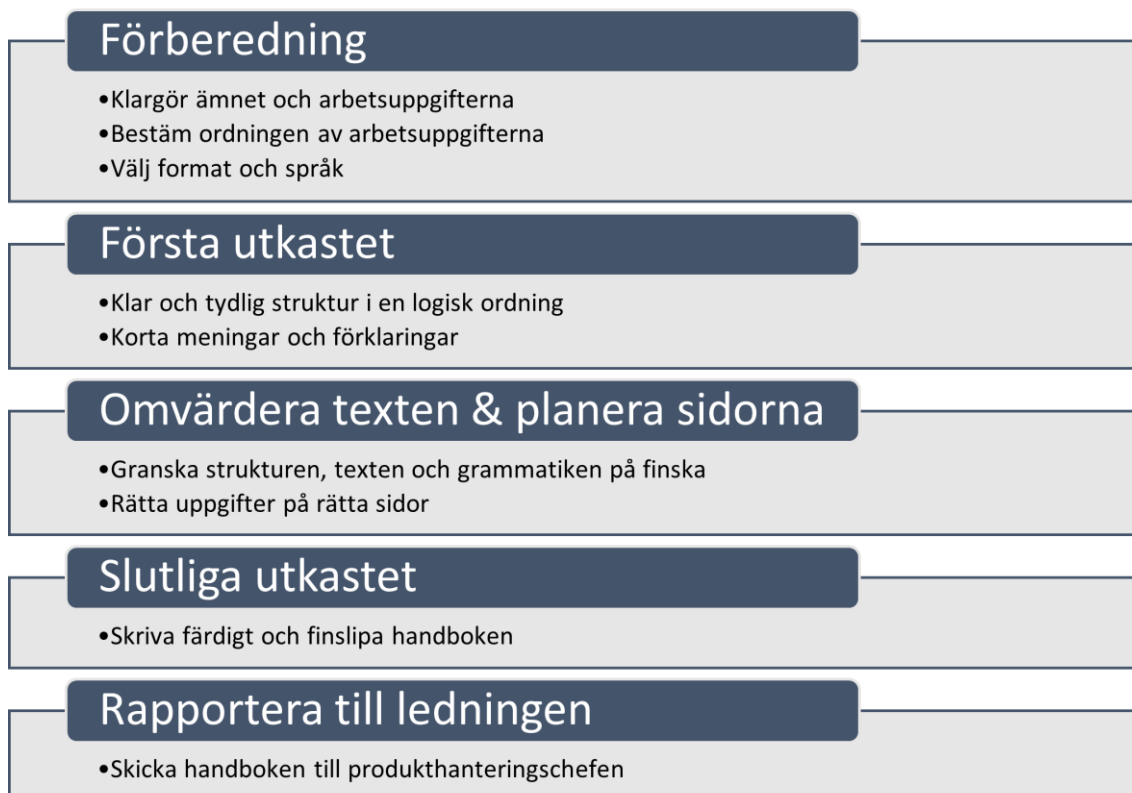 Förberedning
•Klargör ämnet och arbetsuppgifterna
•Bestäm ordningen av arbetsuppgifterna
•Välj format och språk
Första utkastet
•Klar och tydlig struktur i en logisk ordning
•Korta meningar och förklaringar
Omvärdera texten & planera sidorna
•Granska strukturen, texten och grammatiken på finska
•Rätta uppgifter på rätta sidor
Slutliga utkastet
•Skriva färdigt och finslipa handboken
Rapportera till ledningen
•Skicka handboken till produkthanteringschefen